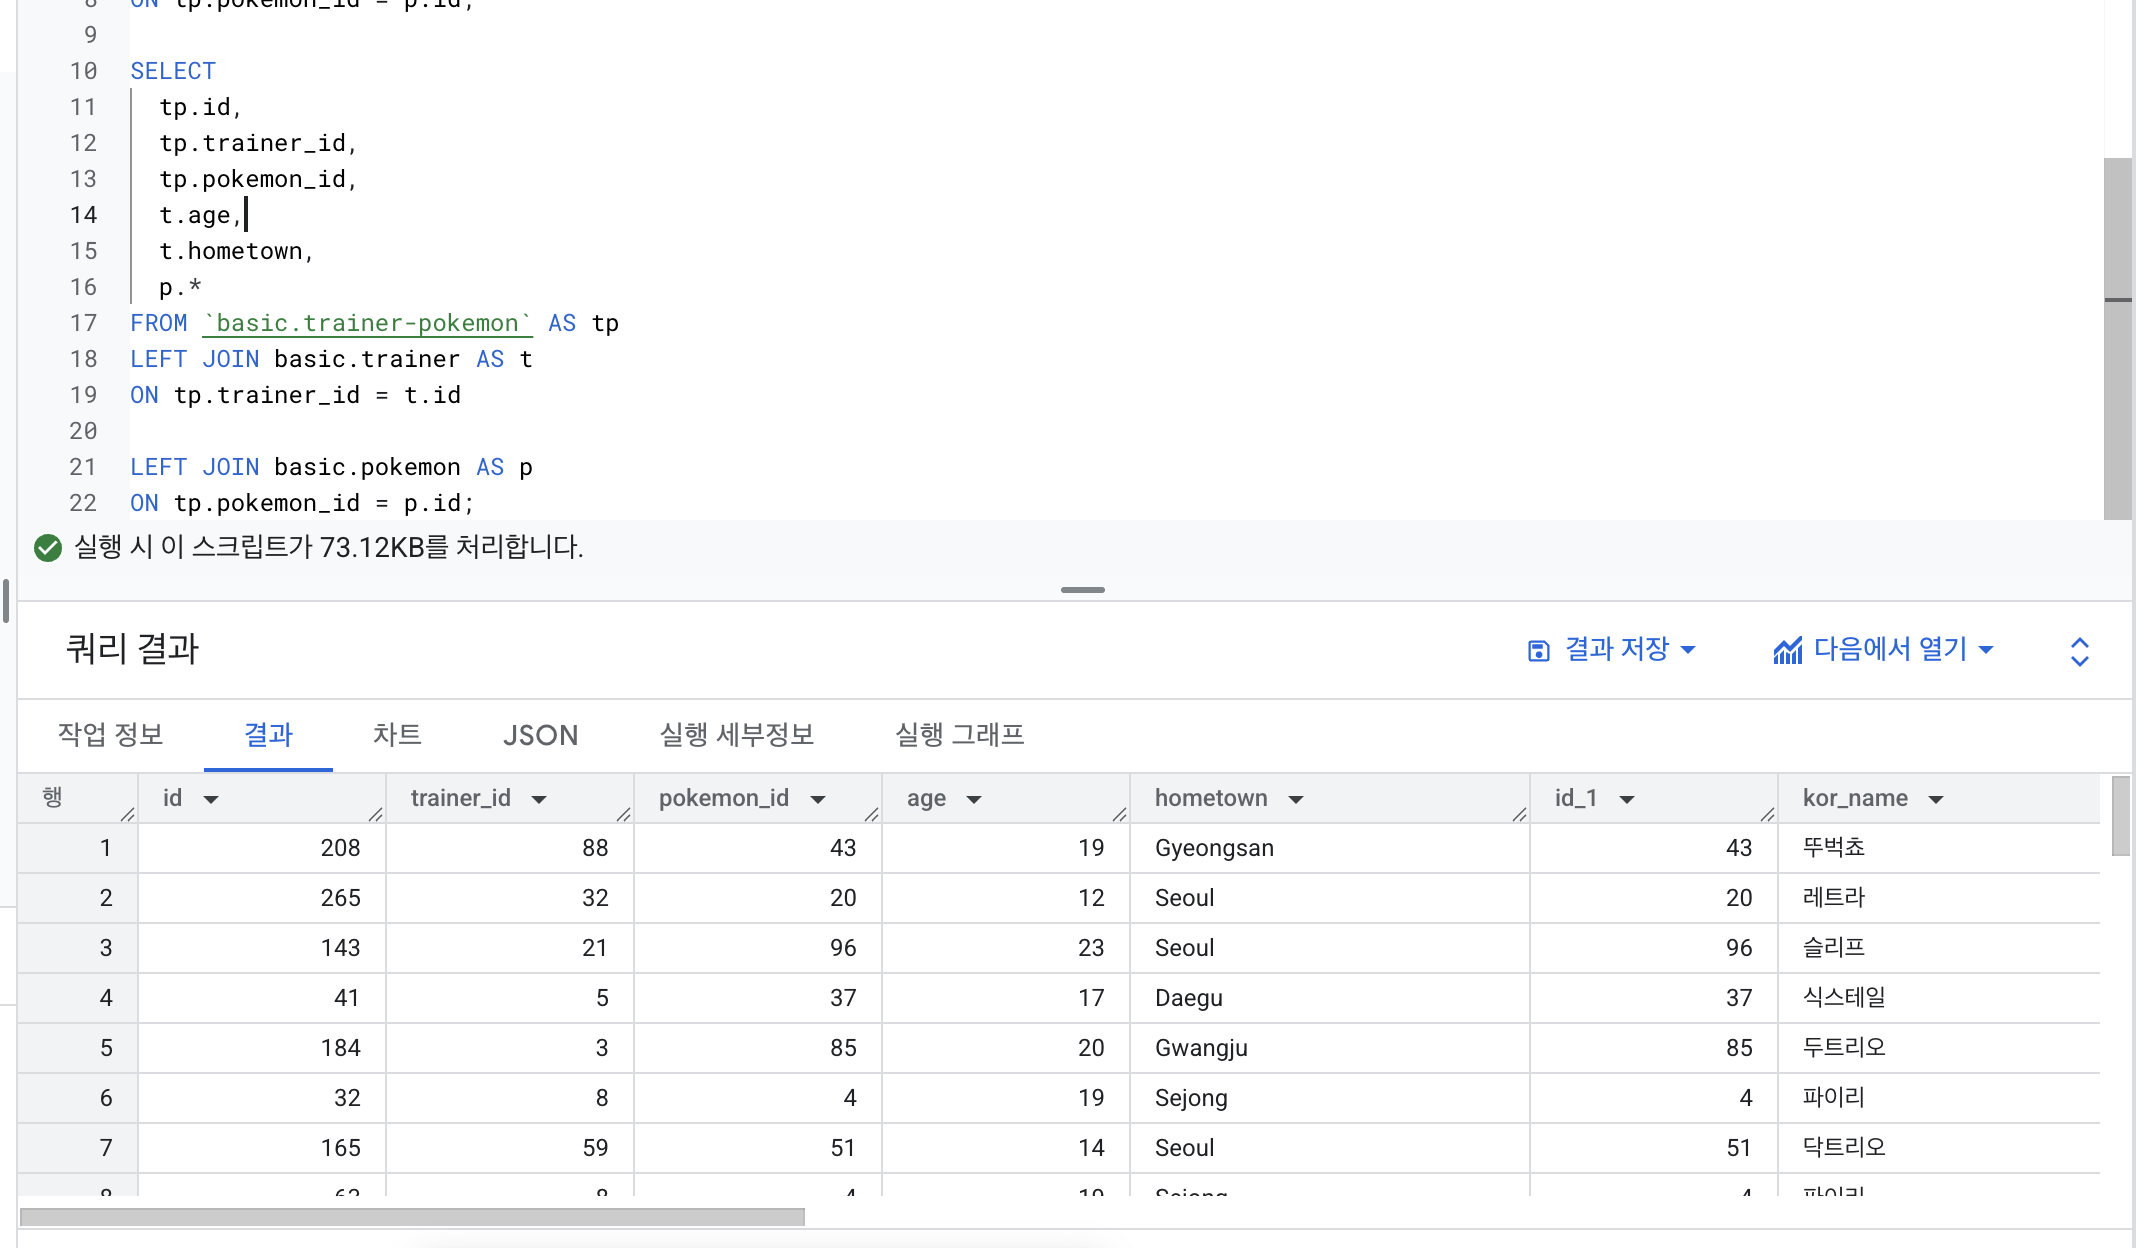 8 ON tp.pokemon_id = p.id;
9
10 SELECT
11 tp.id,
12 tp.trainer_id,
13 tp.pokemon_id,
14 t.age,
15 t.hometown,
16 p.*
17 FROM `basic.trainer-pokemon` AS tp
18 LEFT JOIN basic.trainer AS t
19 ON tp.trainer_id = t.id
20
21 LEFT JOIN basic.pokemon AS p
22 ON tp.pokemon_id = p.id;
실행 시 이 스크립트가 73.12KB를 처리합니다.
쿼리 결과 결과 저장 다음에서 열기
작업 정보 결과 차트 JSON 실행 세부정보 실행 그래프
행 id trainer_id pokemon_id age hometown id_1 kor_name
1 208 88 43 19 Gyeongsan 43 뚜벅쵸
2 265 32 20 12 Seoul 20 레트라
3 143 21 96 23 Seoul 96 슬리프
4 41 5 37 17 Daegu 37 식스테일
5 184 3 85 20 Gwangju 85 두트리오
6 32 8 4 19 Sejong 4 파이리
7 165 59 51 14 Seoul 51 닥트리오
8 8 4 19 Sejong 4 파이리